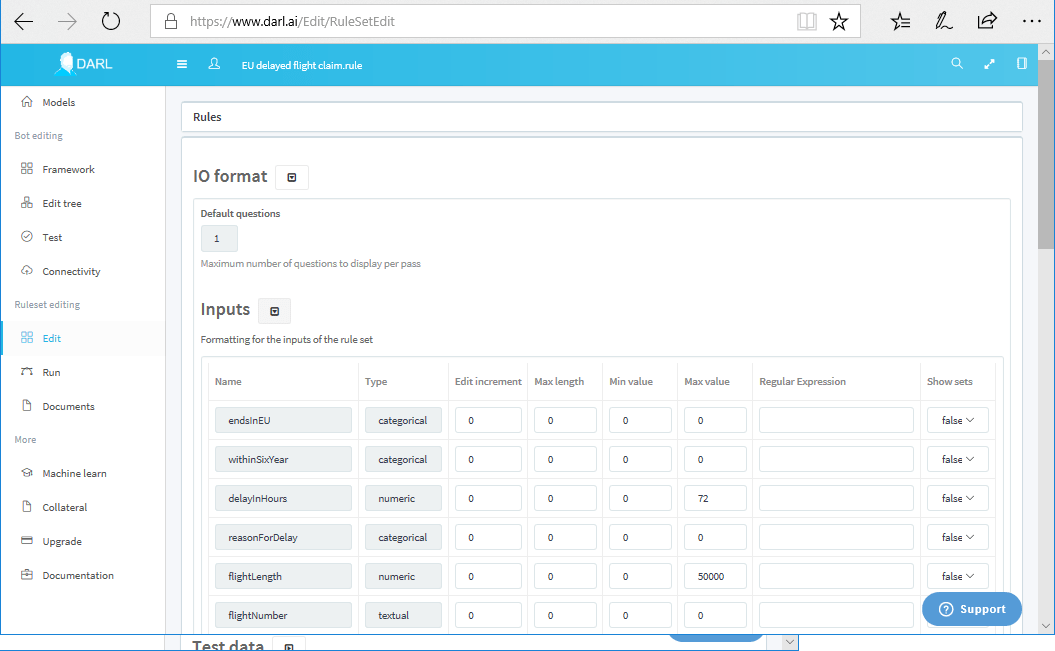 https://www.darl.ai/Edit/RuleSetEdit
DARL
EU delayed flight claim.rule
Models
Bot editing
Framework
Edit tree
Test
Connectivity
Ruleset editing
Edit
Run
Documents
More
Machine learn
Collateral
Upgrade
Documentation
Rules
IO format
Default questions
1
Maximum number of questions to display per pass
Inputs
Formatting for the inputs of the rule set
Name Type Edit increment Max length Min value Max value Regular Expression Show sets
endsInEU categorical 0 0 0 0 false
withinSixYear categorical 0 0 0 0 false
delayInHours numeric 0 0 0 72 false
reasonForDelay categorical 0 0 0 0 false
flightLength numeric 0 0 0 50000 false
flightNumber textual 0 0 0 0
Support
Test data